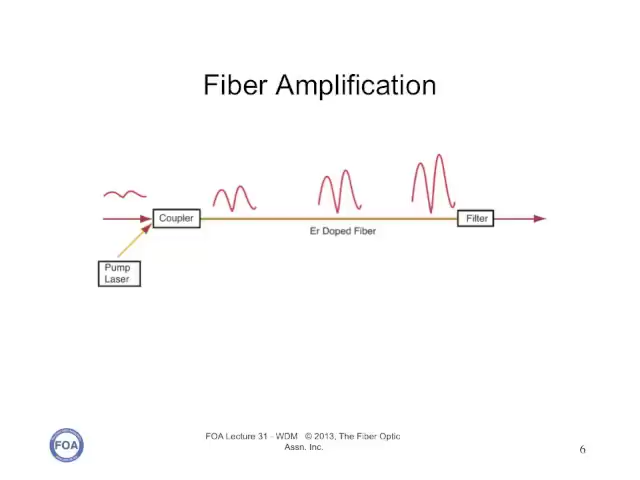 Fiber Amplification
Coupler
Filter
Er Doped Fiber
Pump
Laser
FOA
FOA Lecture 31 - WDM © 2013, The Fiber Optic
Assn. Inc.
6